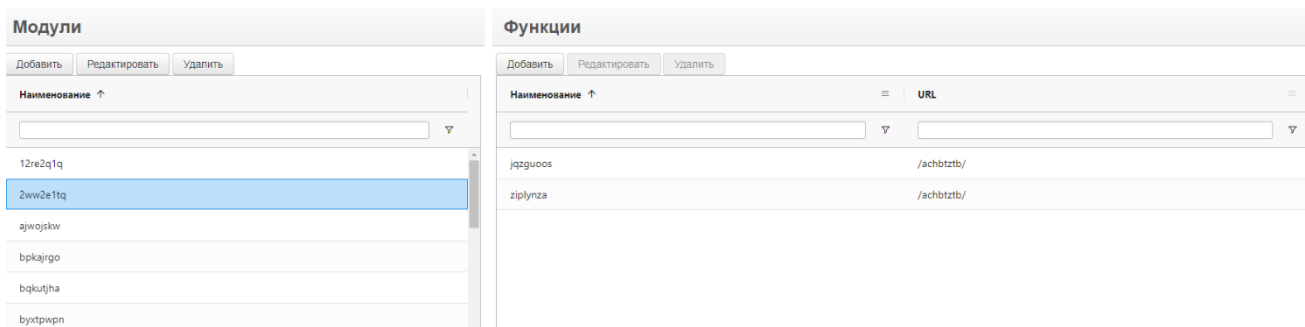 Модули
Добавить Редактировать Удалить
Наименование ↑
12re2q1q
2ww2e1tq
ajwojskw
bpkajrgo
bqkutjha
byxtpwpn
Функции
Добавить Редактировать Удалить
Наименование ↑ URL
jqzguoos /achbtztb/
ziplynza /achbtztb/